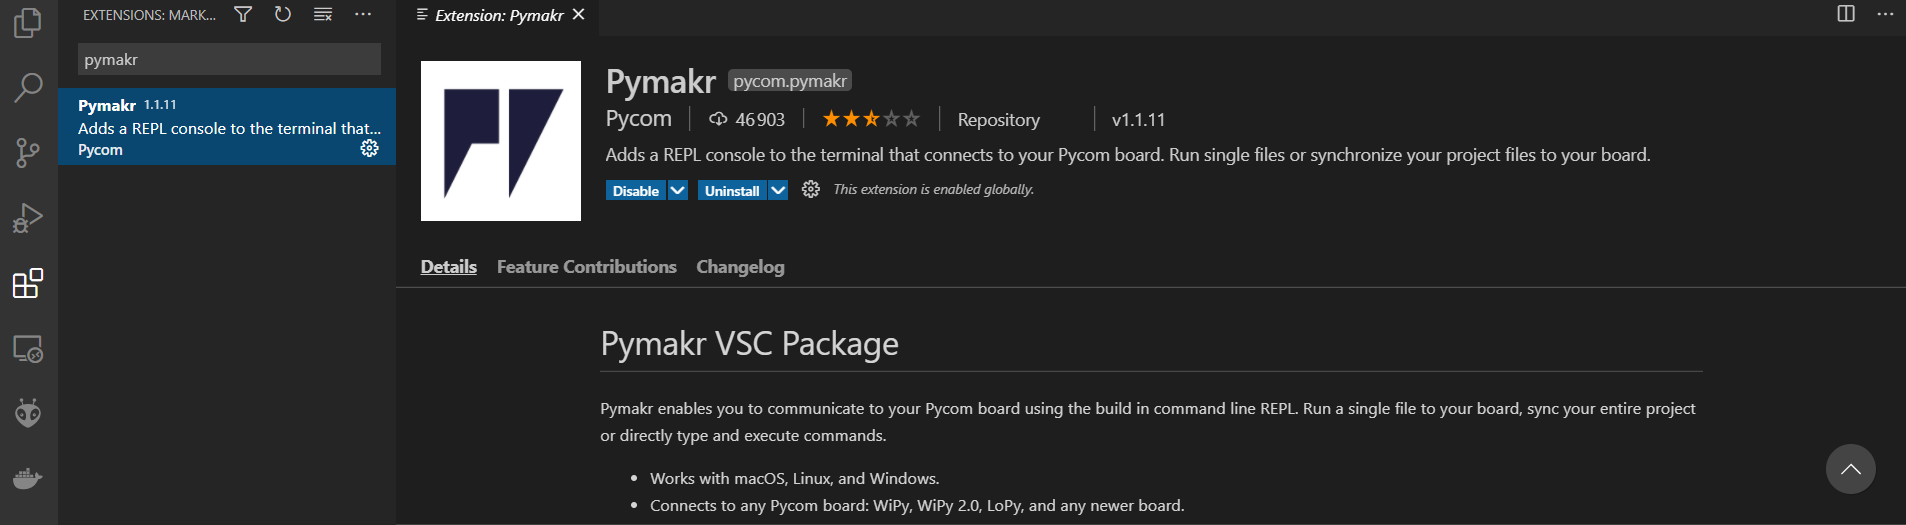 EXTENSIONS: MARK...
pymakr
Pymakr 1.1.11
Adds a REPL console to the terminal that...
Pycom
Extension: Pymakr
Pymakr pycom.pymakr
Pycom 46 903 Repository v1.1.11
Adds a REPL console to the terminal that connects to your Pycom board. Run single files or synchronize your project files to your board.
Disable Uninstall This extension is enabled globally.
Details Feature Contributions Changelog
Pymakr VSC Package
Pymakr enables you to communicate to your Pycom board using the build in command line REPL. Run a single file to your board, sync your entire project
or directly type and execute commands.
• Works with macOS, Linux, and Windows.
• Connects to any Pycom board: WiPy, WiPy 2.0, LoPy, and any newer board.